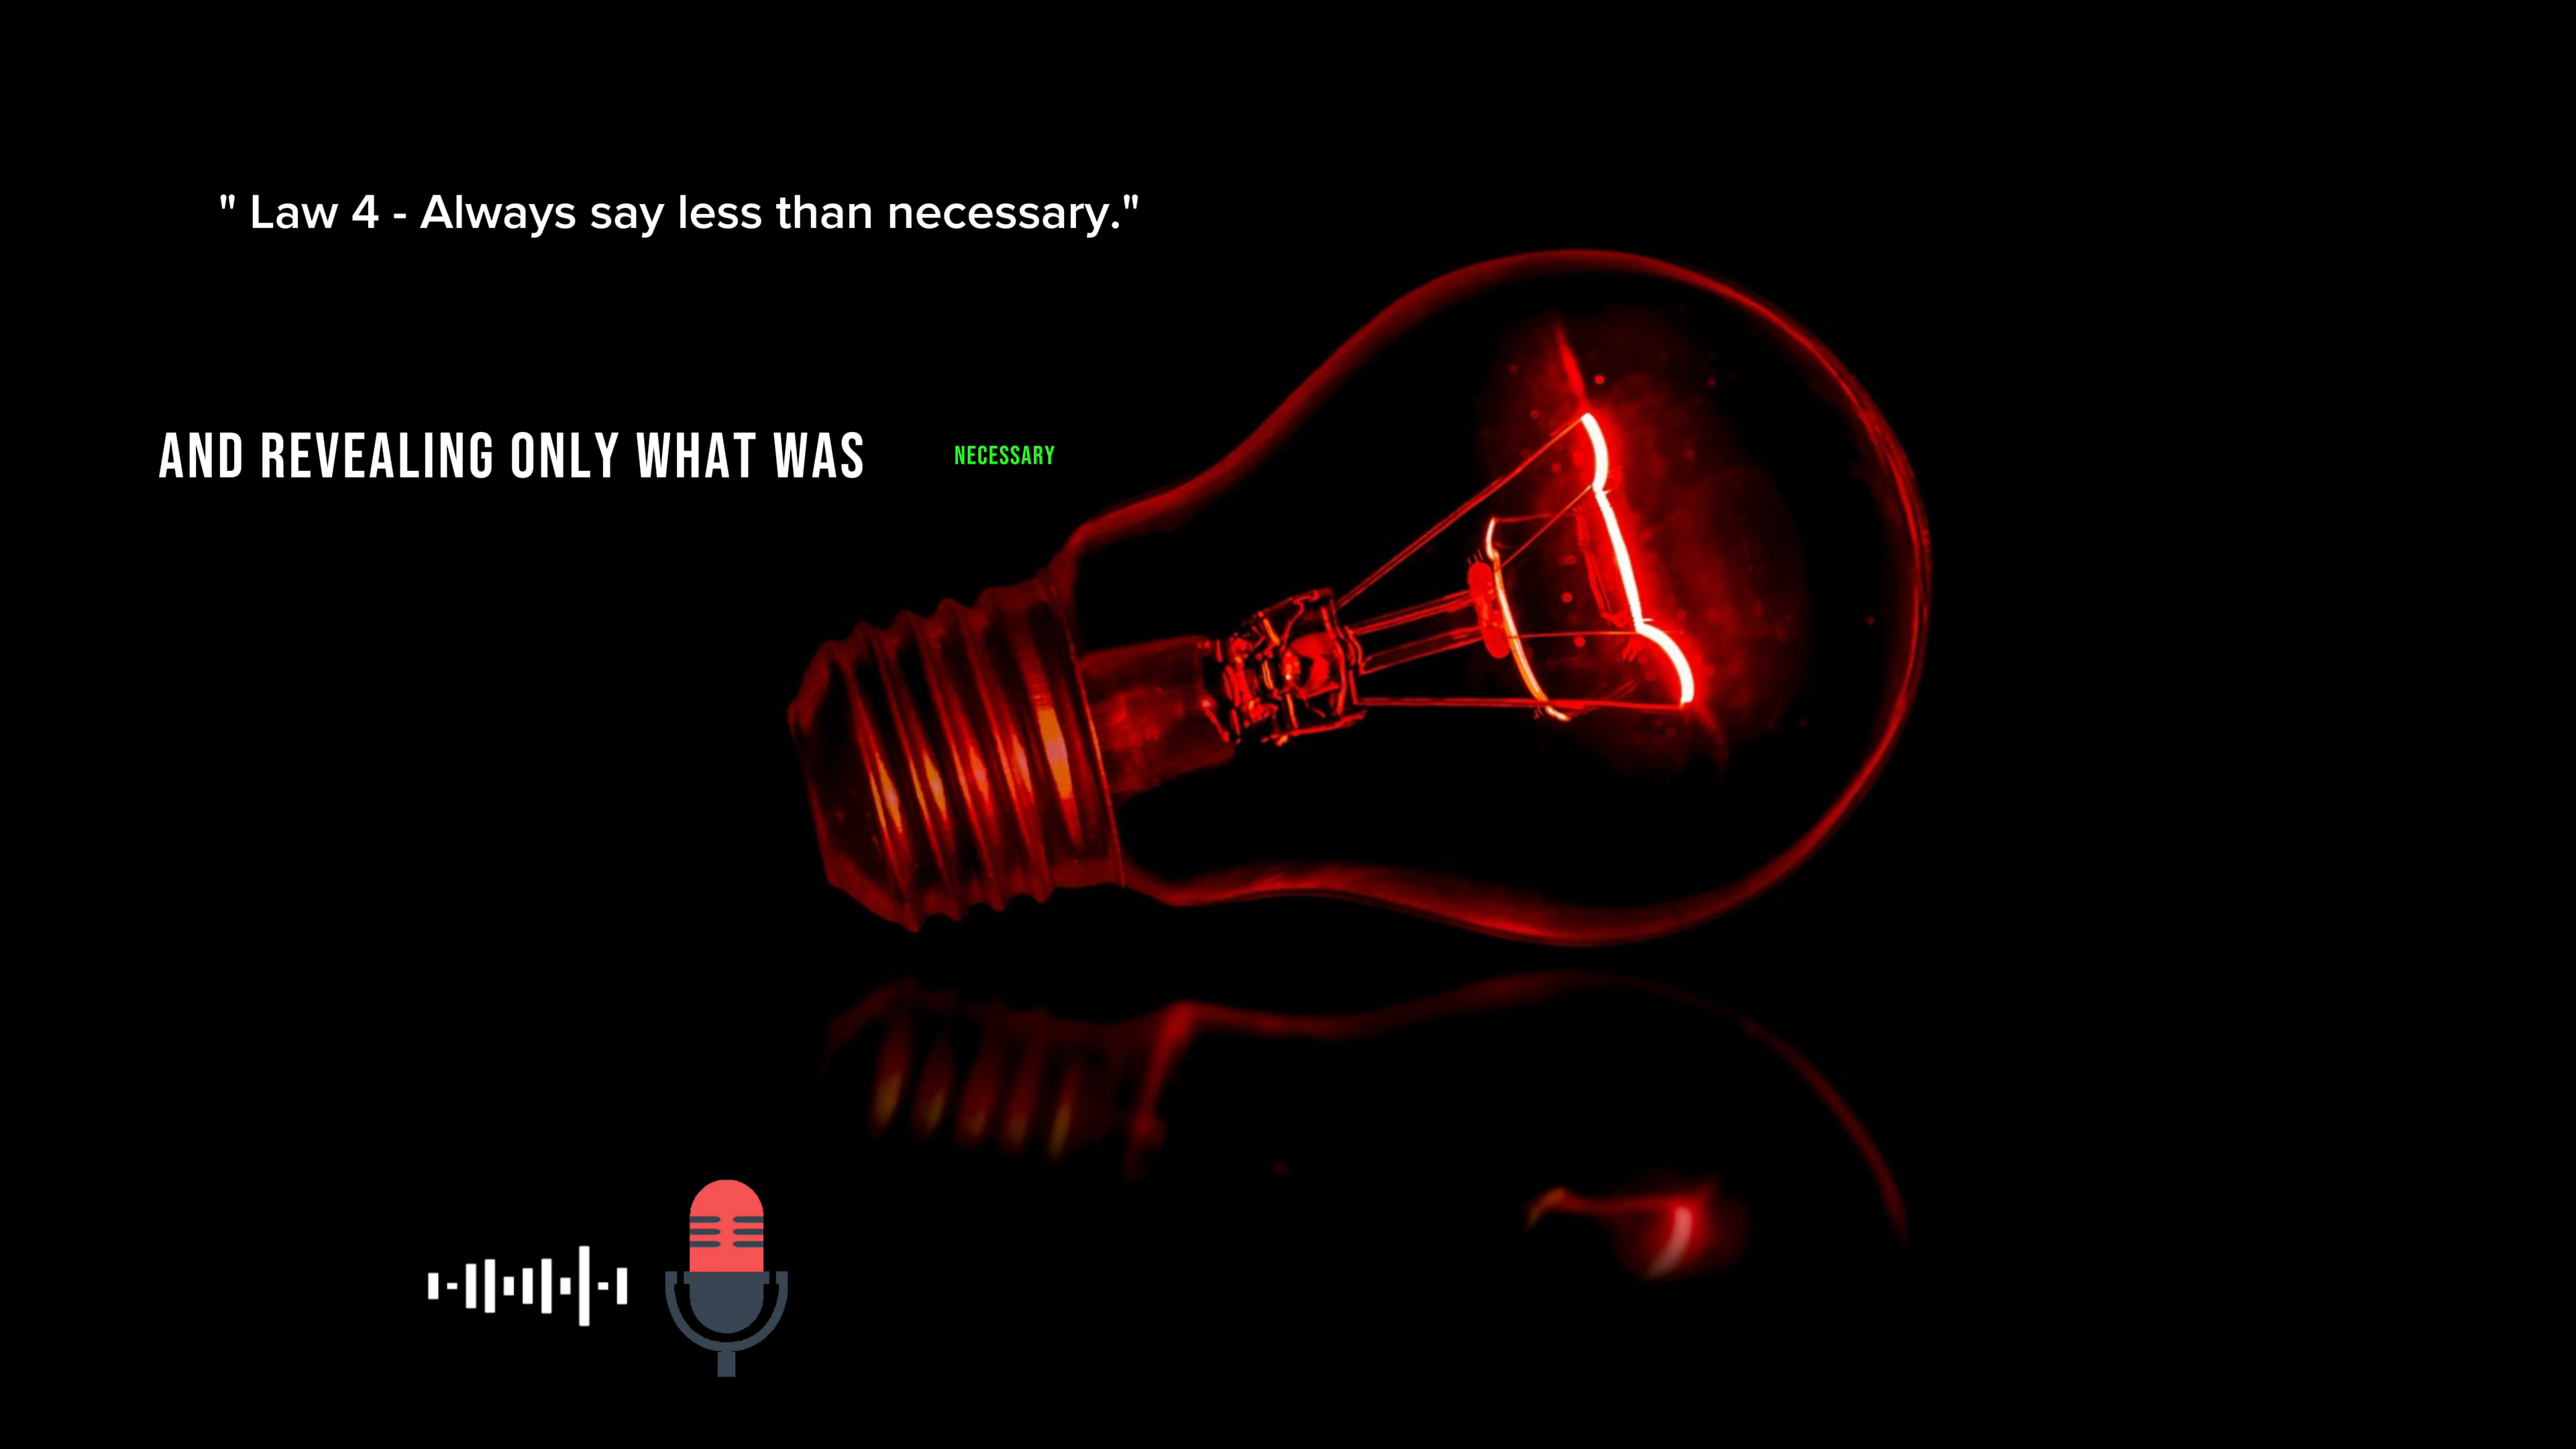 " Law 4 - Always say less than necessary."
AND REVEALING ONLY WHAT WAS NECESSARY